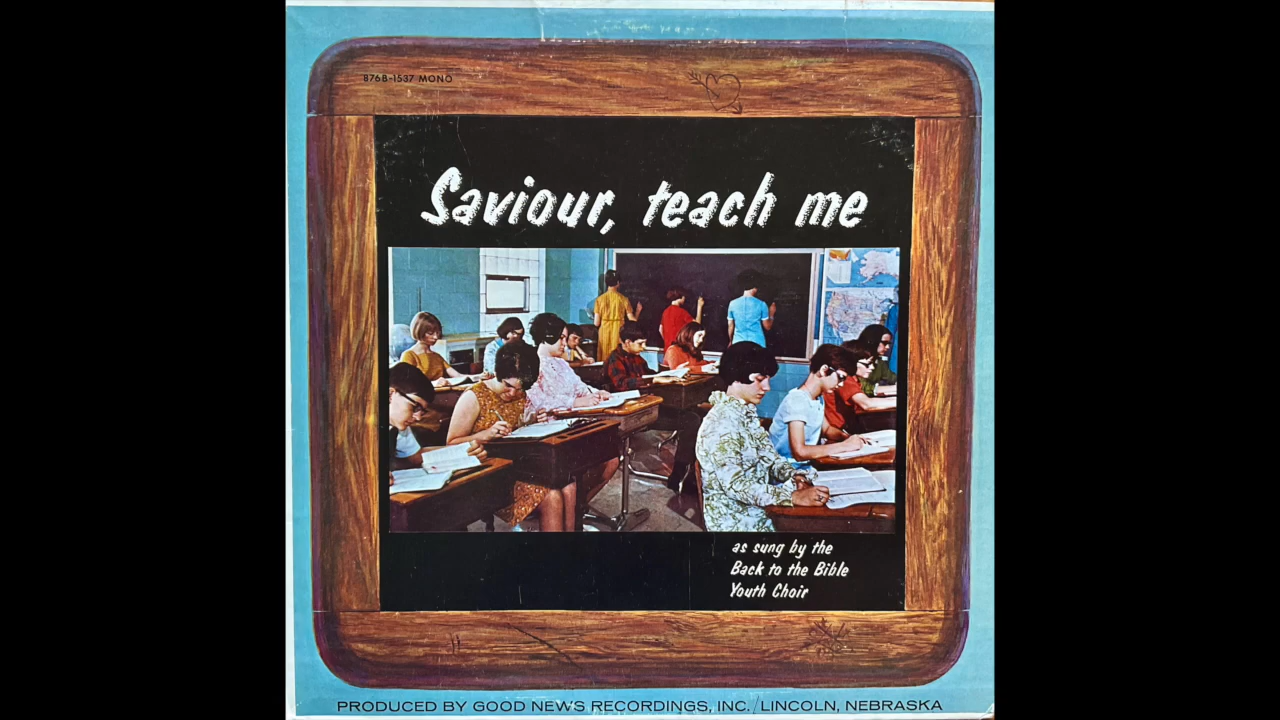 8768-1537 MONO
Saviour, teach me
as sung by the
Back to the Bible
Youth Choir
PRODUCED BY GOOD NEWS RECORDINGS, INC./LINCOLN, NEBRASKA